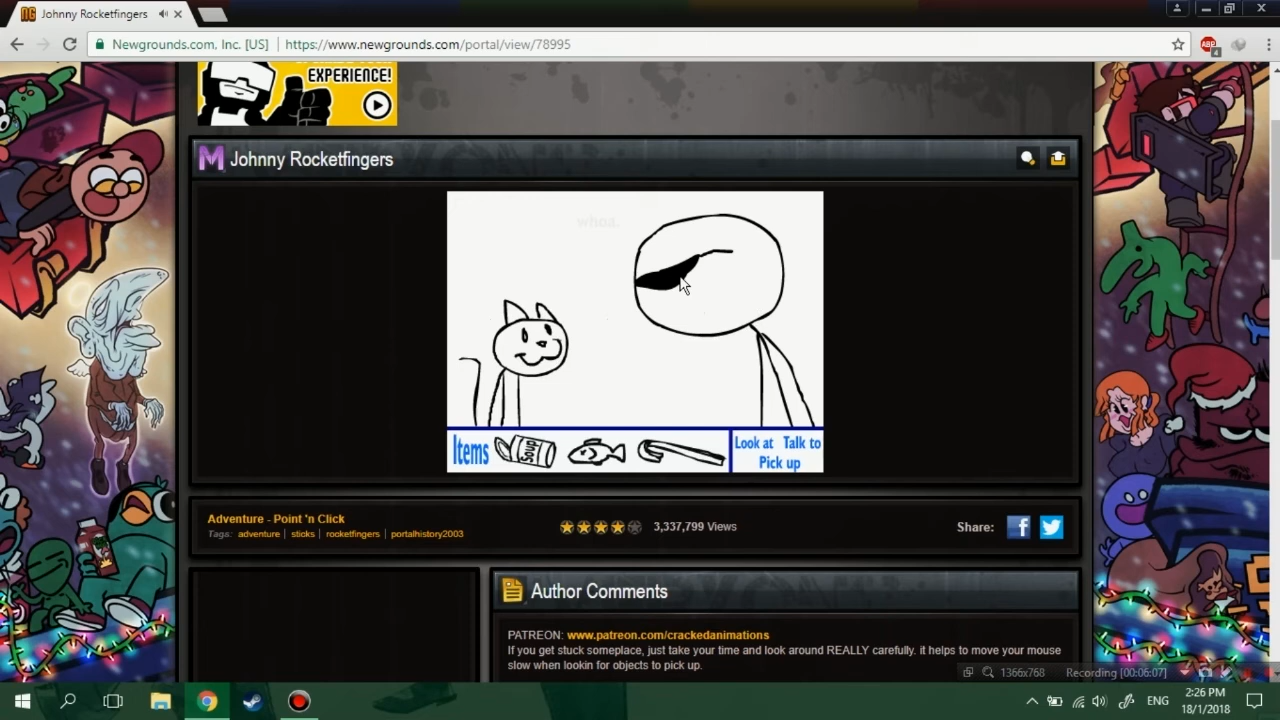 Johnny Rocketfingers
Newgrounds.com, Inc. [US] https://www.newgrounds.com/portal/view/78995
ABP
4
EXPERIENCE!
M Johnny Rocketfingers
whoa.
Items Soup
Look at Talk to
Pick up
Adventure - Point 'n Click
Tags: adventure | sticks | rocketfingers | portalhistory2003
3,337,799 Views
Share:
Author Comments
PATREON: www.patreon.com/crackedanimations
If you get stuck someplace, just take your time and look around REALLY carefully. it helps to move your mouse
slow when lookin for objects to pick up.
1366x768 Recording [00:06:07]
ENG
2:26 PM
18/1/2018